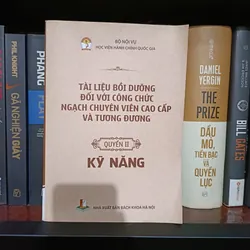 PHIL KNIGHT
GÃ NGHIỆN GIÀY
PHANG
BỘ NỘI VỤ
HỌC VIỆN HÀNH CHÍNH QUỐC GIA
TÀI LIỆU BỒI DƯỠNG
ĐỐI VỚI CÔNG CHỨC
NGẠCH CHUYÊN VIÊN CAO CẤP
VÀ TƯƠNG ĐƯƠNG
QUYỂN II
KỸ NĂNG
NHÀ XUẤT BẢN BÁCH KHOA HÀ NỘI
DANIEL
YERGIN
THE
PRIZE
DẦU
MỎ,
TIỀN BẠC
VÀ
QUYỀN
LỰC
BILL
GATES